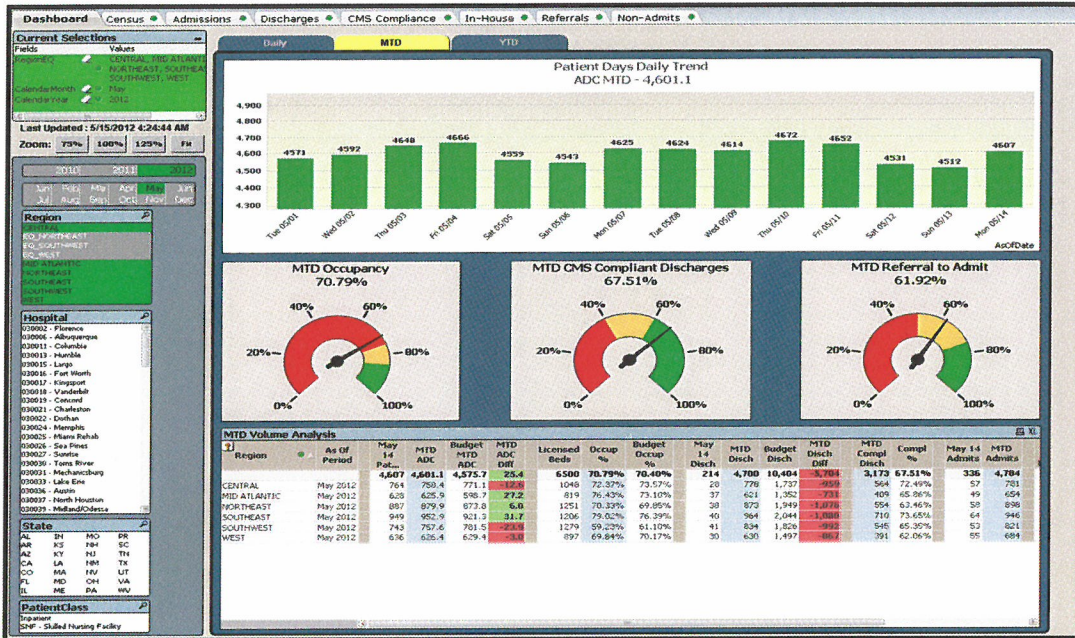 Dashboard Census Admissions Discharges CMS Compliance In-House Referrals Non-Admits
Current Selections
Fields Values
RegionEQ CENTRAL, MID ATLANTIC
NORTHEAST, SOUTHEAST
SOUTHWEST, WEST
CalendarMonth May
CalendarYear 2012
Last Updated : 5/15/2012 4:24:44 AM
Zoom: 75% 100% 125% Fit
2010 2011 2012
Jan Feb Mar Apr May Jun
Jul Aug Sep Oct Nov Dec
Region
CENTRAL
EQ_NORTHEAST
EQ_SOUTHWEST
EQ_WEST
MID ATLANTIC
NORTHEAST
SOUTHEAST
SOUTHWEST
WEST
Hospital
030002 - Florence
030006 - Albuquerque
030011 - Columbia
030013 - Humble
030015 - Largo
030016 - Fort Worth
030017 - Kingsport
030018 - Vanderbilt
030019 - Concord
030021 - Charleston
030022 - Dothan
030024 - Memphis
030025 - Miami Rehab
030026 - Sea Pines
030027 - Sunrise
030030 - Toms River
030031 - Mechanicsburg
030033 - Lake Erie
030036 - Austin
030037 - North Houston
030039 - Midland/Odessa
State
AL IN MO PR
AR KS NH SC
AZ KY NJ TN
CA LA NM TX
CO MA NV UT
FL MD OH VA
IL ME PA WV
PatientClass
Inpatient
SNF - Skilled Nursing Facility
Daily MTD YTD
Patient Days Daily Trend
ADC MTD - 4,601.1
4,900
4,800
4,700
4,600
4,500
4,400
4,300
4571 4592 4648 4666 4559 4543 4625 4624 4614 4672 4652 4531 4512 4607
Tue 05/01 Wed 05/02 Thu 05/03 Fri 05/04 Sat 05/05 Sun 05/06 Mon 05/07 Tue 05/08 Wed 05/09 Thu 05/10 Fri 05/11 Sat 05/12 Sun 05/13 Mon 05/14
AsOfDate
MTD Occupancy
70.79%
0% 20% 40% 60% 80% 100%
MTD CMS Compliant Discharges
67.51%
0% 20% 40% 60% 80% 100%
MTD Referral to Admit
61.92%
0% 20% 40% 60% 80% 100%
MTD Volume Analysis XL
Region As Of Period May 14 Pat... MTD ADC Budget MTD ADC MTD ADC Diff Licensed Beds Occup % Budget Occup % May 14 Disch MTD Disch Budget Disch MTD Disch Diff MTD Compl Disch Compl % May 14 Admits MTD Admits
4,607 4,601.1 4,575.7 25.4 6500 70.79% 70.40% 214 4,700 10,404 -5,704 3,173 67.51% 336 4,784
CENTRAL May 2012 764 758.4 771.1 -12.6 1048 72.37% 73.57% 28 778 1,737 -959 564 72.49% 57 781
MID ATLANTIC May 2012 628 625.9 598.7 27.2 819 76.43% 73.10% 37 621 1,352 -731 409 65.86% 49 654
NORTHEAST May 2012 887 879.9 873.8 6.0 1251 70.33% 69.85% 38 873 1,949 -1,076 554 63.46% 58 898
SOUTHEAST May 2012 949 952.9 921.3 31.7 1206 79.02% 76.39% 40 964 2,044 -1,080 710 73.65% 64 946
SOUTHWEST May 2012 743 757.6 781.5 -23.9 1279 59.23% 61.10% 41 834 1,826 -992 545 65.35% 53 821
WEST May 2012 636 626.4 629.4 -3.0 897 69.84% 70.17% 30 630 1,497 -867 391 62.06% 55 684